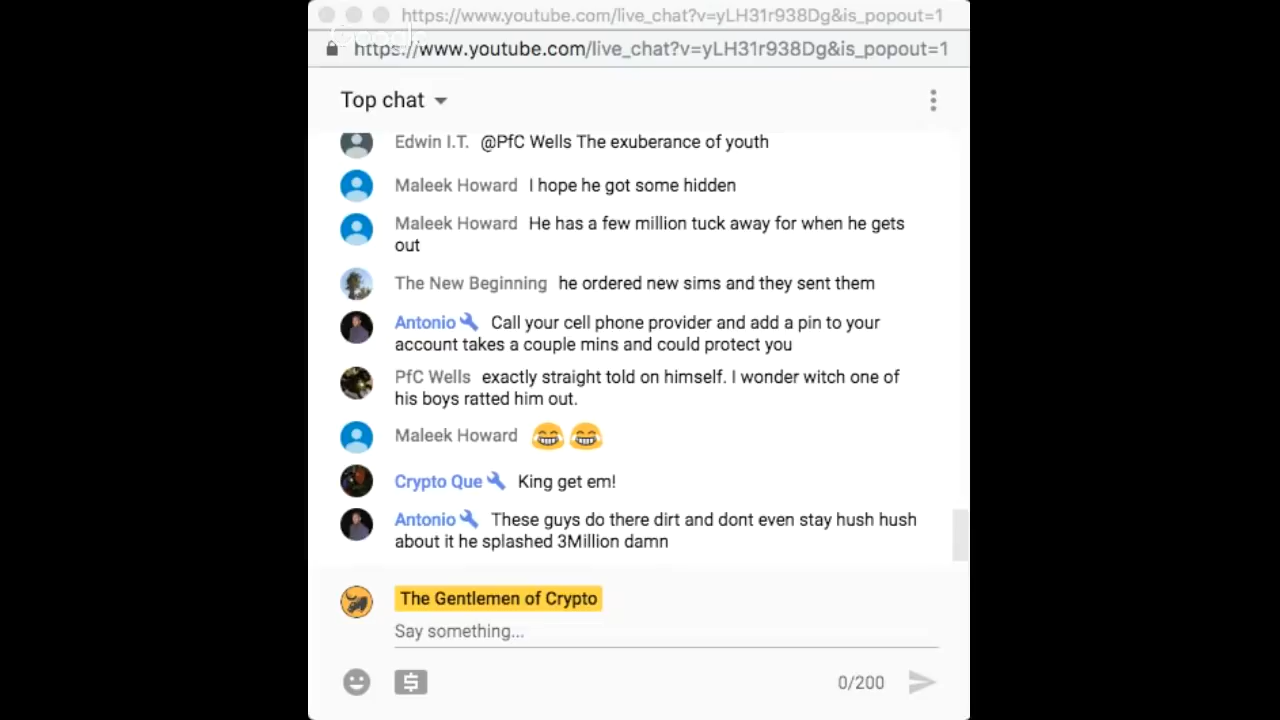 https://www.youtube.com/live_chat?v=yLH31r938Dg&is_popout=1
Google
https://www.youtube.com/live_chat?v=yLH31r938Dg&is_popout=1
Top chat
Edwin I.T. @PfC Wells The exuberance of youth
Maleek Howard I hope he got some hidden
Maleek Howard He has a few million tuck away for when he gets
out
The New Beginning he ordered new sims and they sent them
Antonio Call your cell phone provider and add a pin to your
account takes a couple mins and could protect you
PfC Wells exactly straight told on himself. I wonder witch one of
his boys ratted him out.
Maleek Howard 😂😂
Crypto Que King get em!
Antonio These guys do there dirt and dont even stay hush hush
about it he splashed 3Million damn
The Gentlemen of Crypto
Say something...
0/200